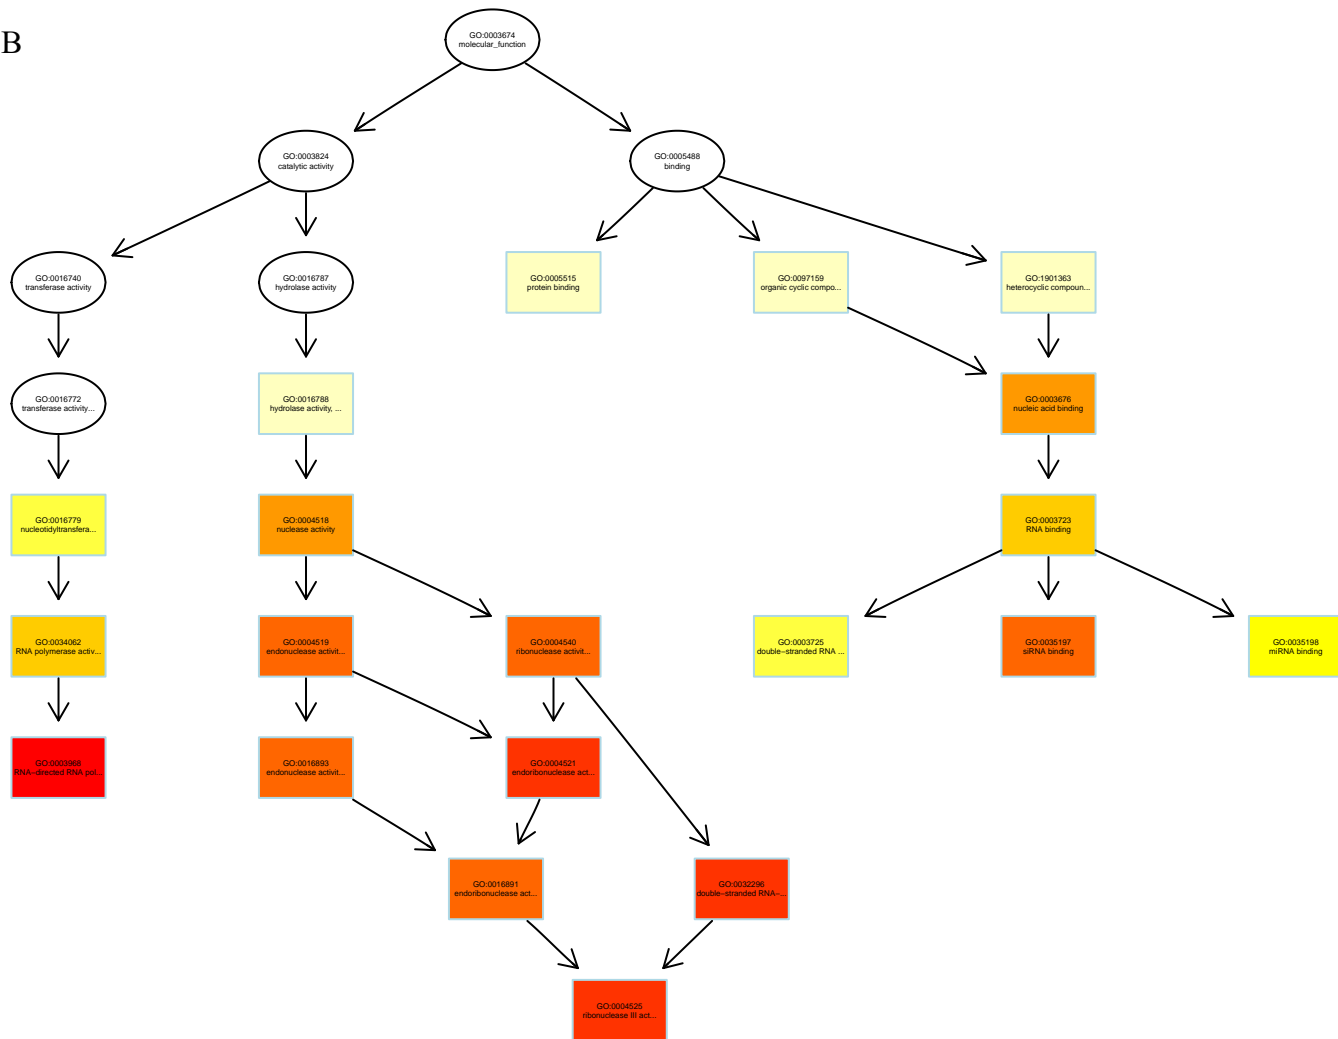 B
GO:0003674
molecular_function
GO:0003824
catalytic activity
GO:0005488
binding
GO:0016740
transferase activity
GO:0016787
hydrolase activity
GO:0005515
protein binding
GO:0097159
organic cyclic compo...
GO:1901363
heterocyclic compoun...
GO:0016772
transferase activity...
GO:0016788
hydrolase activity, ...
GO:0003676
nucleic acid binding
GO:0016779
nucleotidyltransfera...
GO:0004518
nuclease activity
GO:0003723
RNA binding
GO:0034062
RNA polymerase activ...
GO:0004519
endonuclease activit...
GO:0004540
ribonuclease activit...
GO:0003725
double−stranded RNA ...
GO:0035197
siRNA binding
GO:0035198
miRNA binding
GO:0003968
RNA−directed RNA pol...
GO:0016893
endonuclease activit...
GO:0004521
endoribonuclease act...
GO:0016891
endoribonuclease act...
GO:0032296
double−stranded RNA−...
GO:0004525
ribonuclease III act...